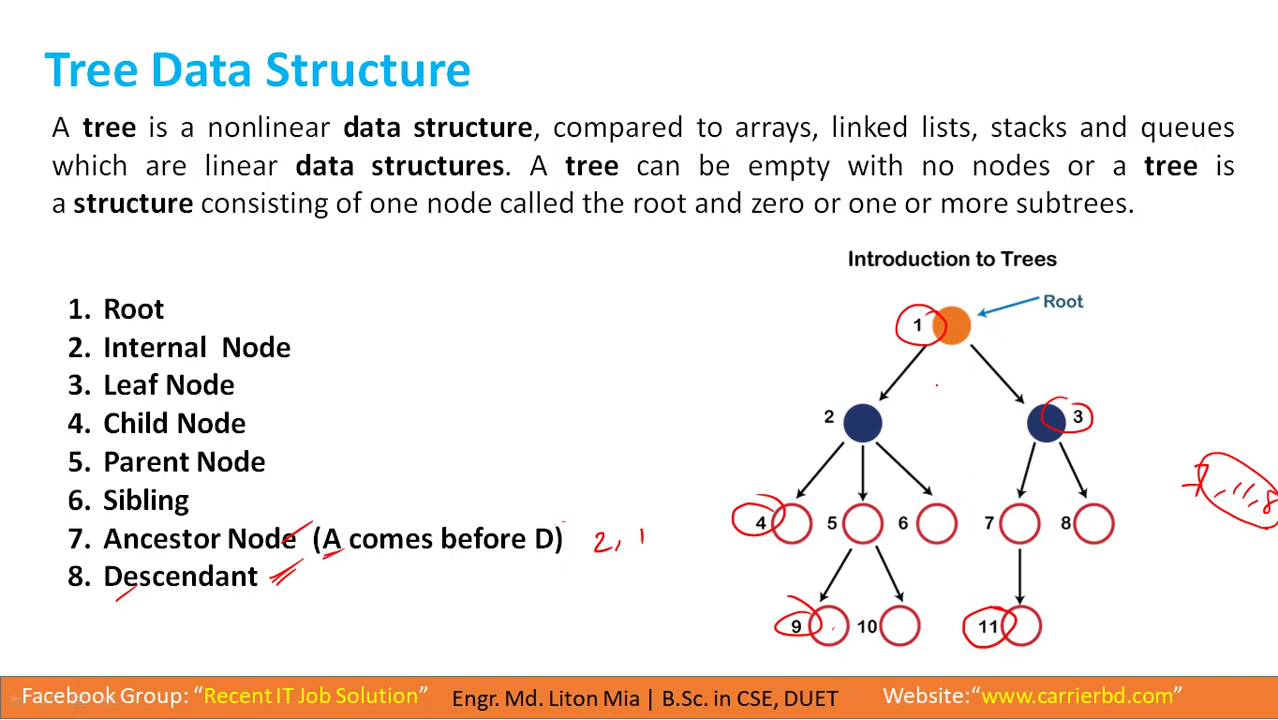 Tree Data Structure
A tree is a nonlinear data structure, compared to arrays, linked lists, stacks and queues
which are linear data structures. A tree can be empty with no nodes or a tree is
a structure consisting of one node called the root and zero or one or more subtrees.
Introduction to Trees
Root
1. Root
2. Internal Node
3. Leaf Node
4. Child Node
5. Parent Node
6. Sibling
7. Ancestor Node (A comes before D) 2, 1
8. Descendant
1
2
3
7, 11, 8
4 5 6 7 8
9 10 11
Facebook Group: “Recent IT Job Solution” Engr. Md. Liton Mia | B.Sc. in CSE, DUET Website:“www.carrierbd.com”